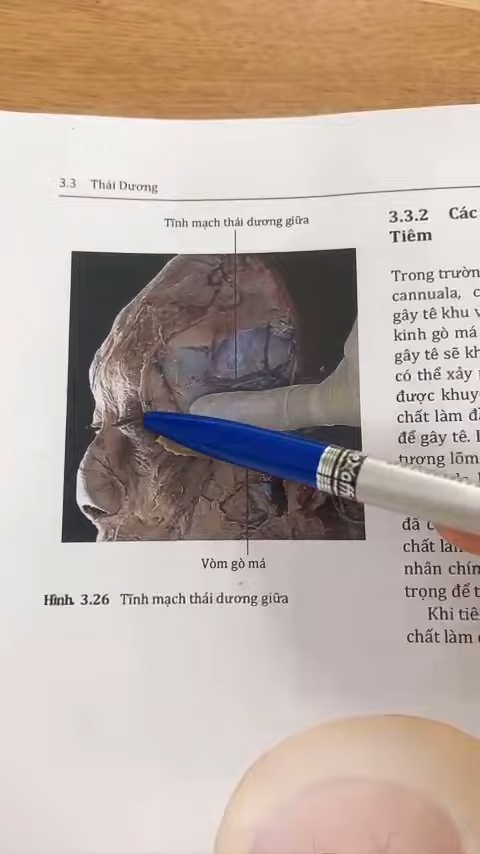 3.3 Thái Dương
Tĩnh mạch thái dương giữa
Vòm gò má
Hình 3.26 Tĩnh mạch thái dương giữa
3.3.2 Các
Tiêm
Trong trườn
cannuala, c
gây tê khu v
kinh gò má
gây tê sẽ kh
có thể xảy
được khuy
chất làm đ
để gây tê.
tương lõm
đã
chất làn
nhân chín
trọng để t
Khi tiê
chất làm